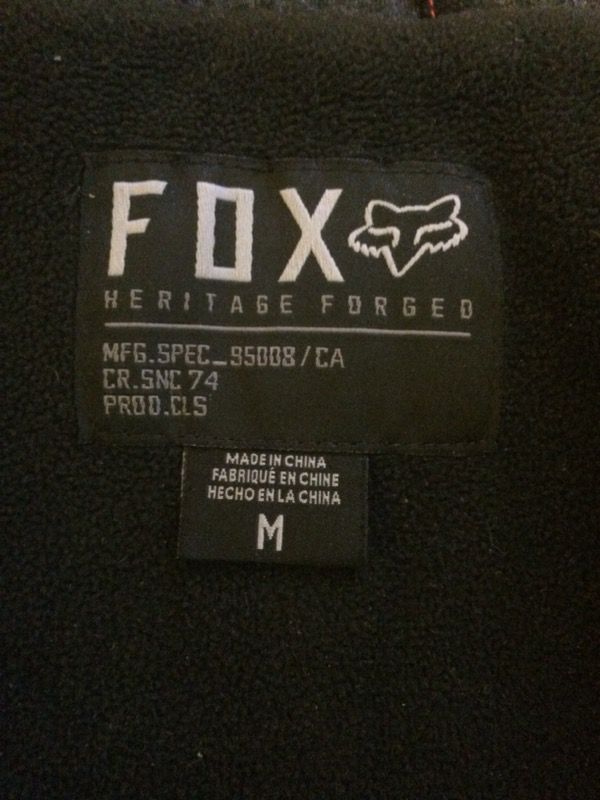 FOX
HERITAGE FORGED
MFG.SPEC_95008/CA
CR.SNC 74
PROD.CLS
MADE IN CHINA
FABRIQUÉ EN CHINE
HECHO EN LA CHINA
M